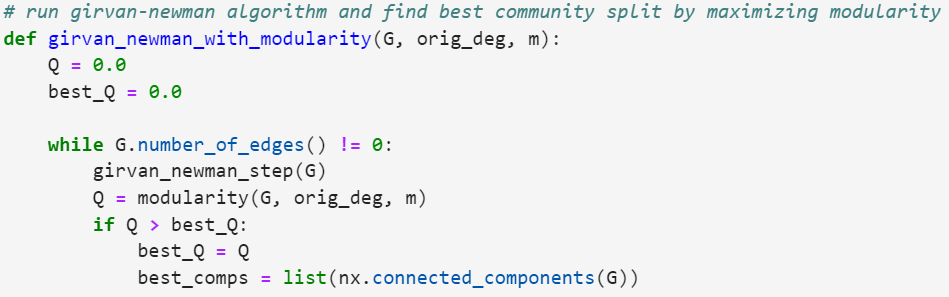 # run girvan-newman algorithm and find best community split by maximizing modularity
def girvan_newman_with_modularity(G, orig_deg, m):
    Q = 0.0
    best_Q = 0.0

    while G.number_of_edges() != 0:
        girvan_newman_step(G)
        Q = modularity(G, orig_deg, m)
        if Q > best_Q:
            best_Q = Q
            best_comps = list(nx.connected_components(G))